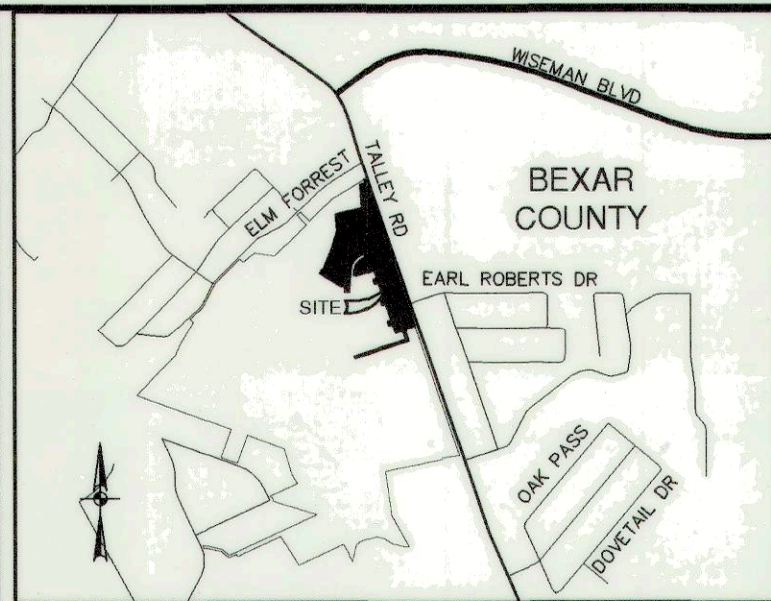 WISEMAN BLVD
TALLEY RD
ELM FORREST
BEXAR
COUNTY
EARL ROBERTS DR
SITE
OAK PASS
DOVETAIL DR